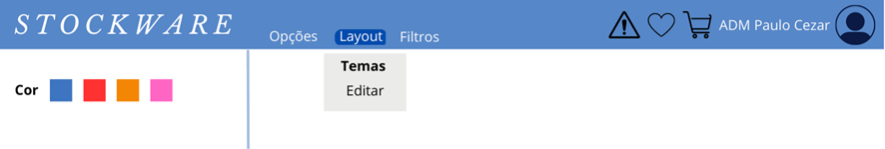 STOCKWARE
Opções Layout Filtros
ADM Paulo Cezar
Temas
Editar
Cor